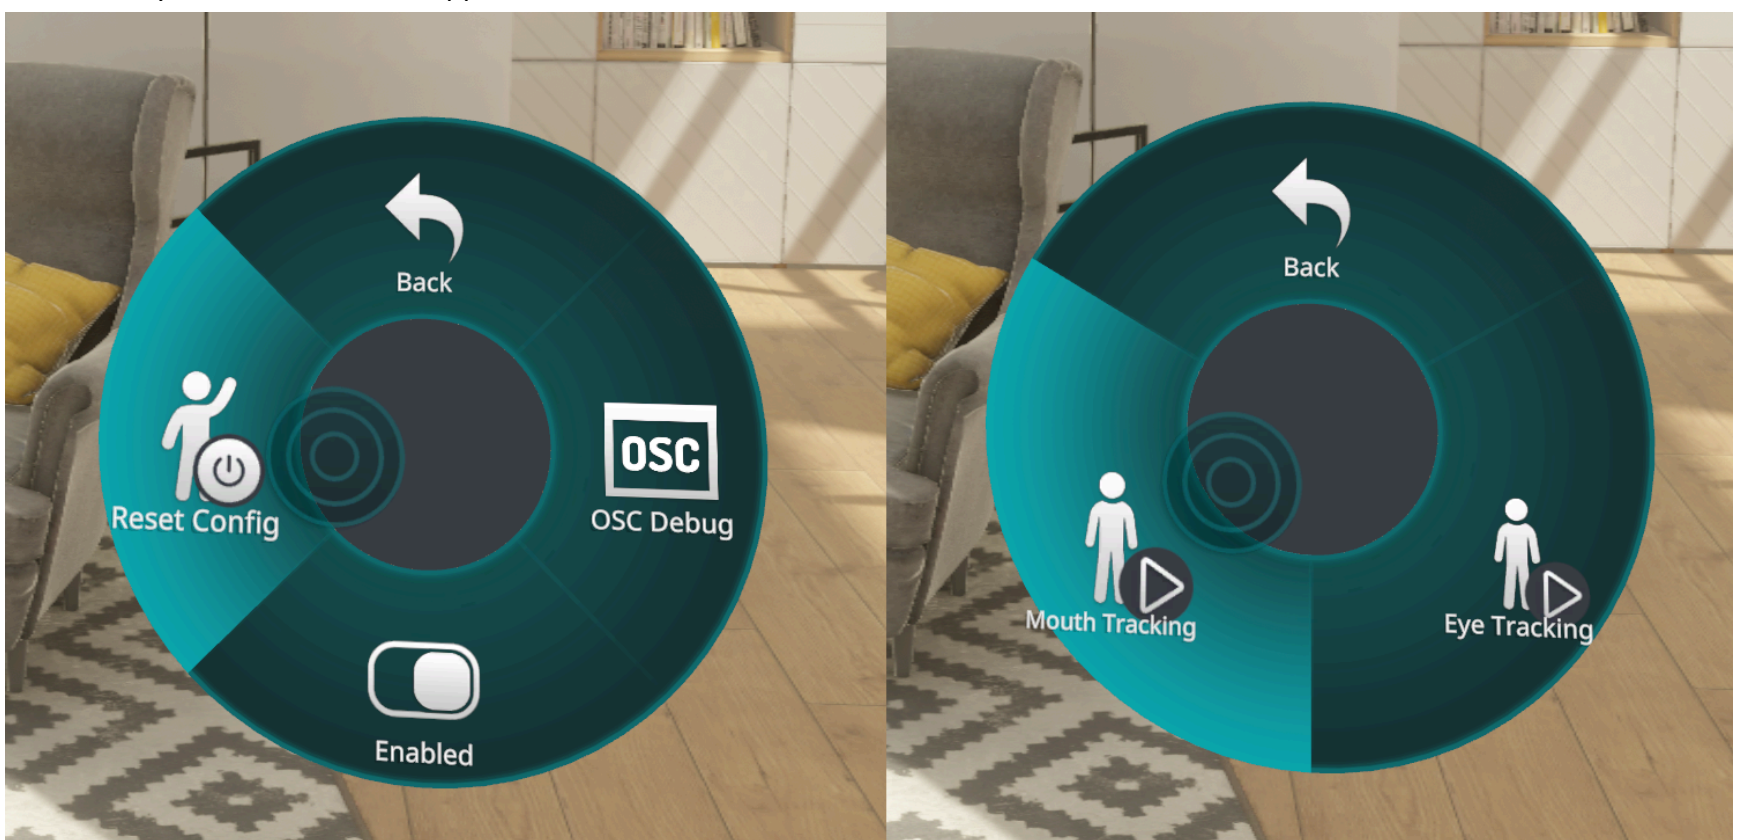 Back
OSC
OSC Debug
Reset Config
Enabled
Back
Mouth Tracking
Eye Tracking